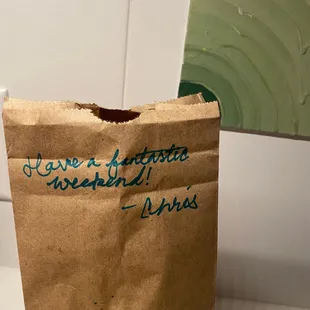 Have a fantastic
weekend!
- Chris